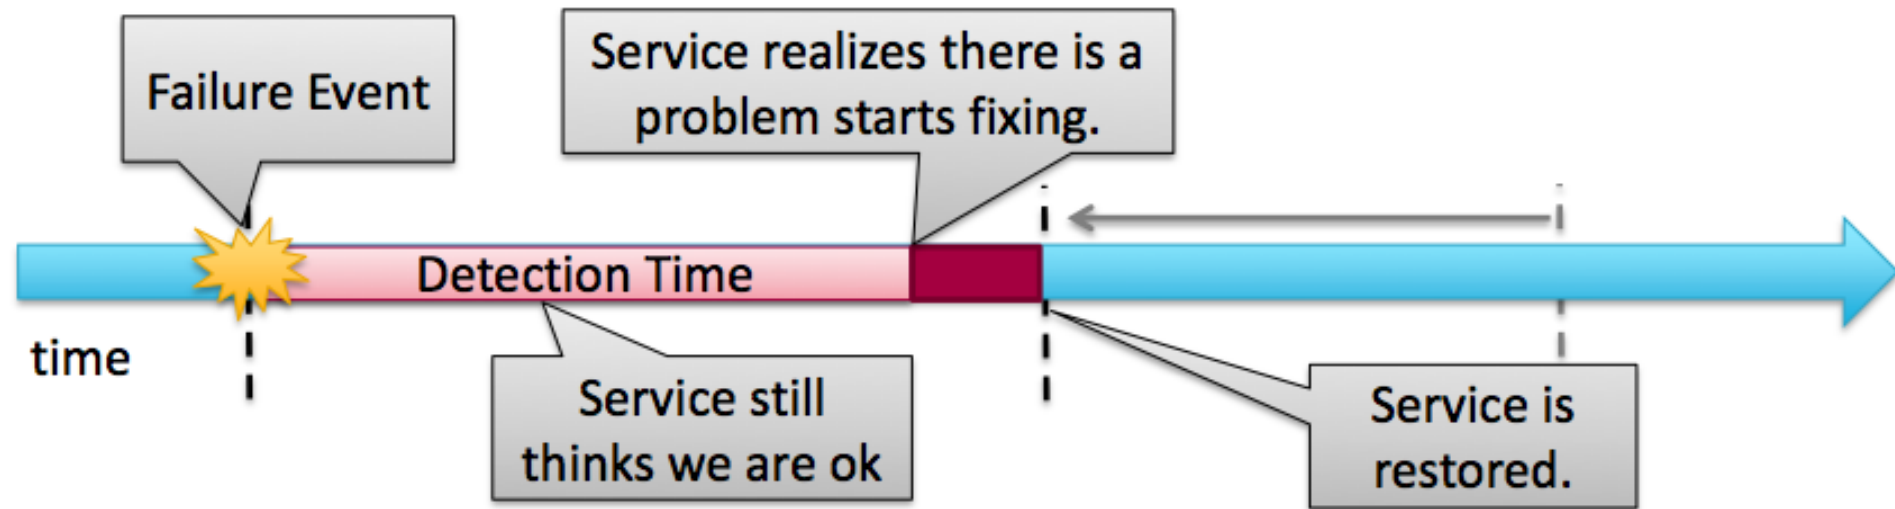 Failure Event
Service realizes there is a
problem starts fixing.
Detection Time
time
Service still
thinks we are ok
Service is
restored.